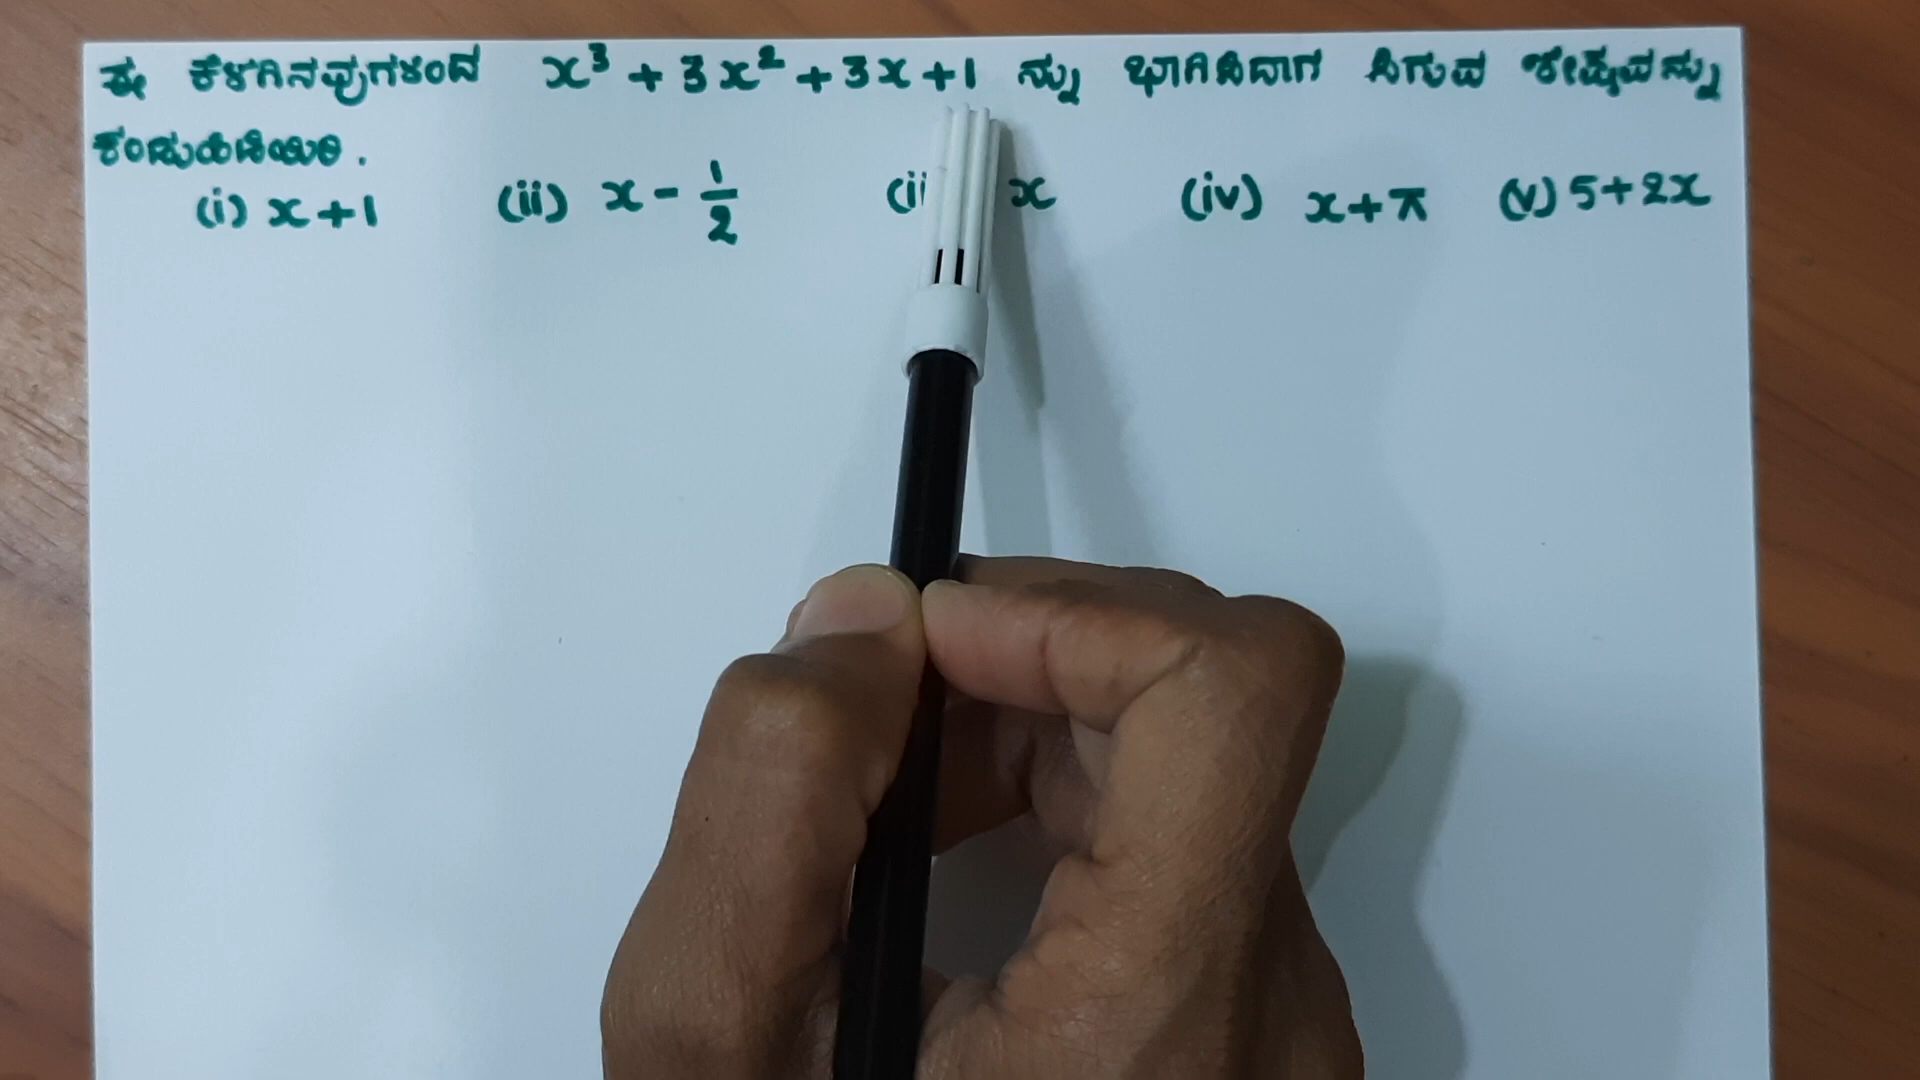 ಈ ಕೆಳಗಿನವುಗಳಿಂದ x³ + 3x² + 3x + 1 ನ್ನು ಭಾಗಿಸಿದಾಗ ಸಿಗುವ ಶೇಷವನ್ನು
ಕಂಡುಹಿಡಿಯಿರಿ.
(i) x + 1 (ii) x - 1/2 x (iv) x + π (v) 5 + 2x